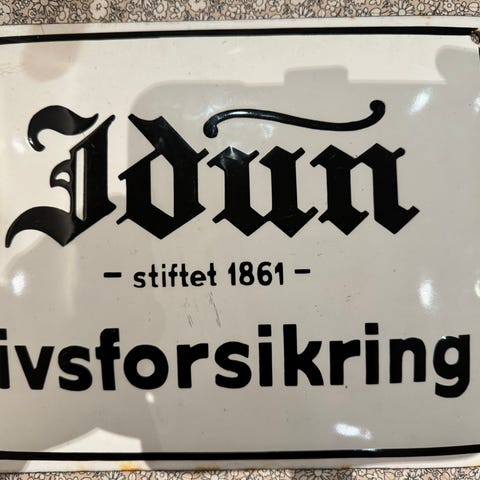 Idun
- stiftet 1861 -
ivsforsikring